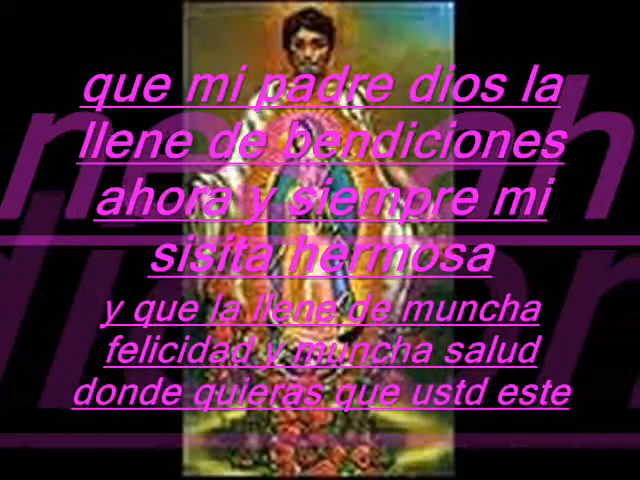 que mi padre dios la
llene de bendiciones
ahora y siempre mi
sisita hermosa
y que la llene de muncha
felicidad y muncha salud
donde quieras que ustd este